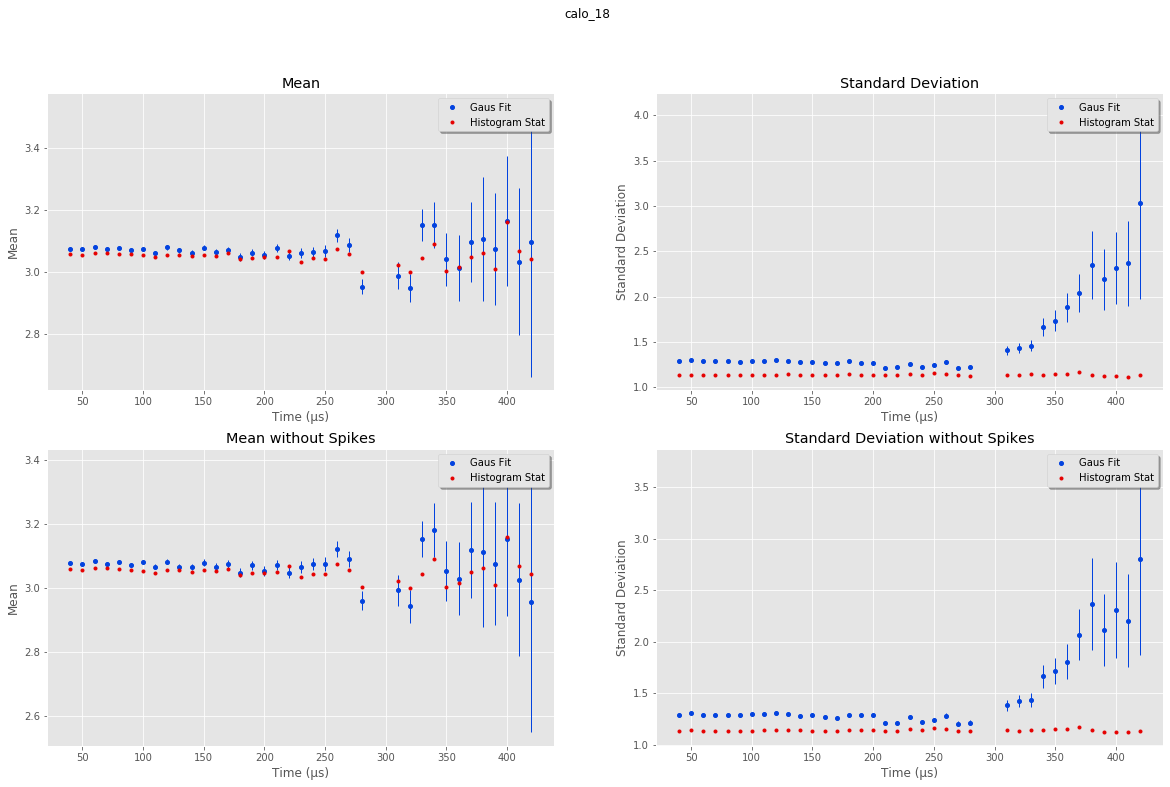 calo_18
Mean
Standard Deviation
Gaus Fit
Histogram Stat
Mean
3.4
3.2
3.0
2.8
50 100 150 200 250 300 350 400
Time (µs)
Gaus Fit
Histogram Stat
Standard Deviation
4.0
3.5
3.0
2.5
2.0
1.5
1.0
50 100 150 200 250 300 350 400
Time (µs)
Mean without Spikes
Standard Deviation without Spikes
Gaus Fit
Histogram Stat
Mean
3.4
3.2
3.0
2.8
2.6
50 100 150 200 250 300 350 400
Time (µs)
Gaus Fit
Histogram Stat
Standard Deviation
3.5
3.0
2.5
2.0
1.5
1.0
50 100 150 200 250 300 350 400
Time (µs)